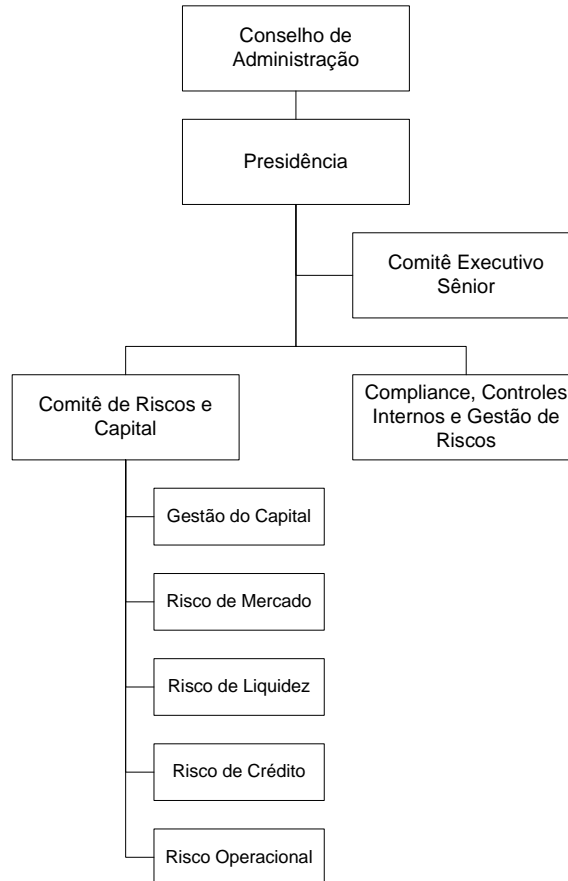 Conselho de
Administração
Presidência
Comitê Executivo
Sênior
Comitê de Riscos e
Capital
Compliance, Controles
Internos e Gestão de
Riscos
Gestão do Capital
Risco de Mercado
Risco de Liquidez
Risco de Crédito
Risco Operacional